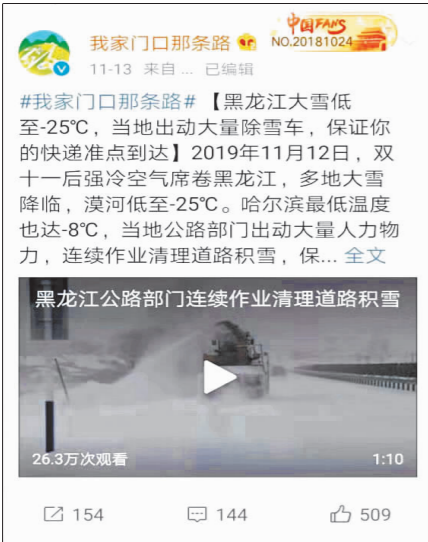 中国FANS
我家门口那条路
NO.20181024
11-13 来自 ... 已编辑
#我家门口那条路# 【黑龙江大雪低
至-25℃，当地出动大量除雪车，保证你
的快递准点到达】2019年11月12日，双
十一后强冷空气席卷黑龙江，多地大雪
降临，漠河低至-25℃。哈尔滨最低温度
也达-8℃，当地公路部门出动大量人力物
力，连续作业清理道路积雪，保... 全文
黑龙江公路部门连续作业清理道路积雪
26.3万次观看 1:10
154 144 509